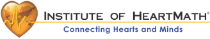 INSTITUTE OF HEARTMATH®
Connecting Hearts and Minds